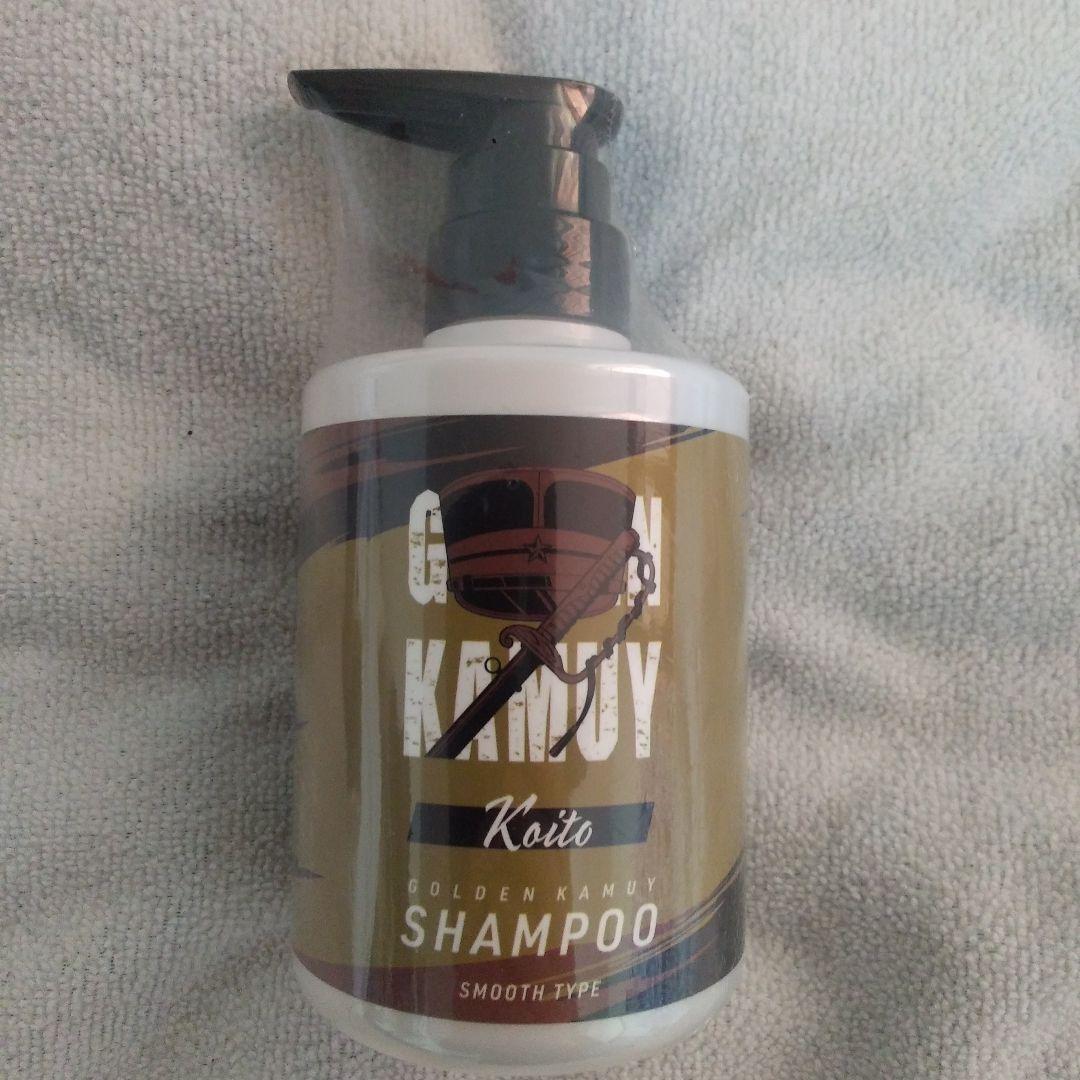 G N
KAMUY
Koito
GOLDEN KAMUY
SHAMPOO
SMOOTH TYPE